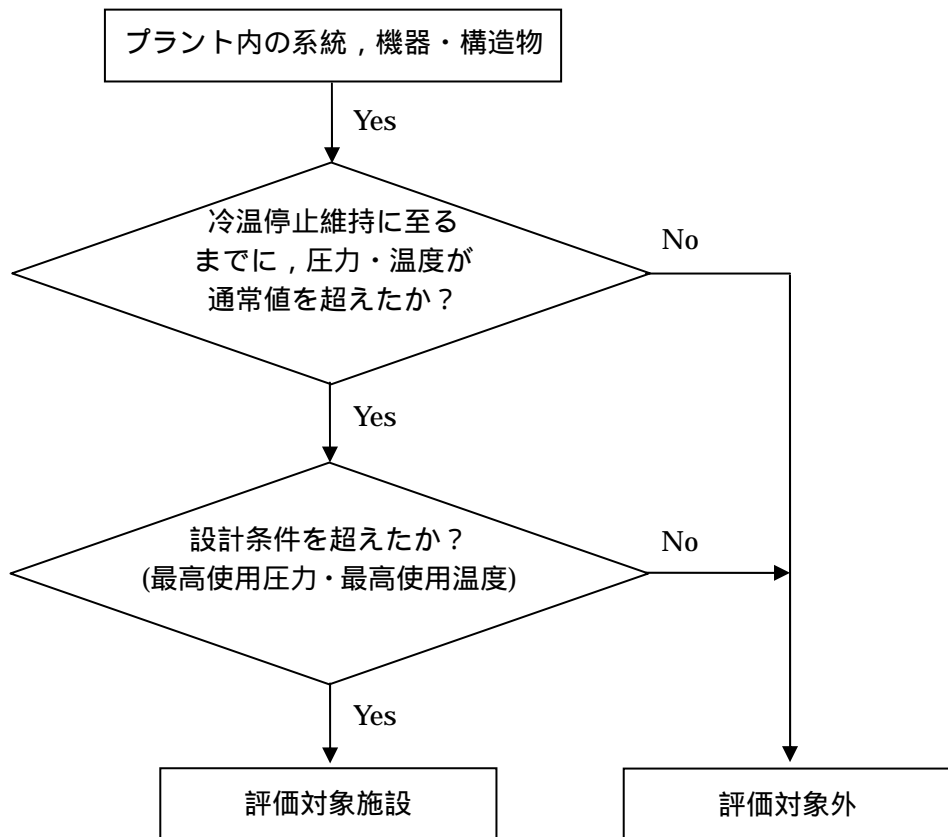 プラント内の系統，機器・構造物
Yes
冷温停止維持に至る
までに，圧力・温度が
通常値を超えたか？
No
Yes
設計条件を超えたか？
(最高使用圧力・最高使用温度)
No
Yes
評価対象施設
評価対象外